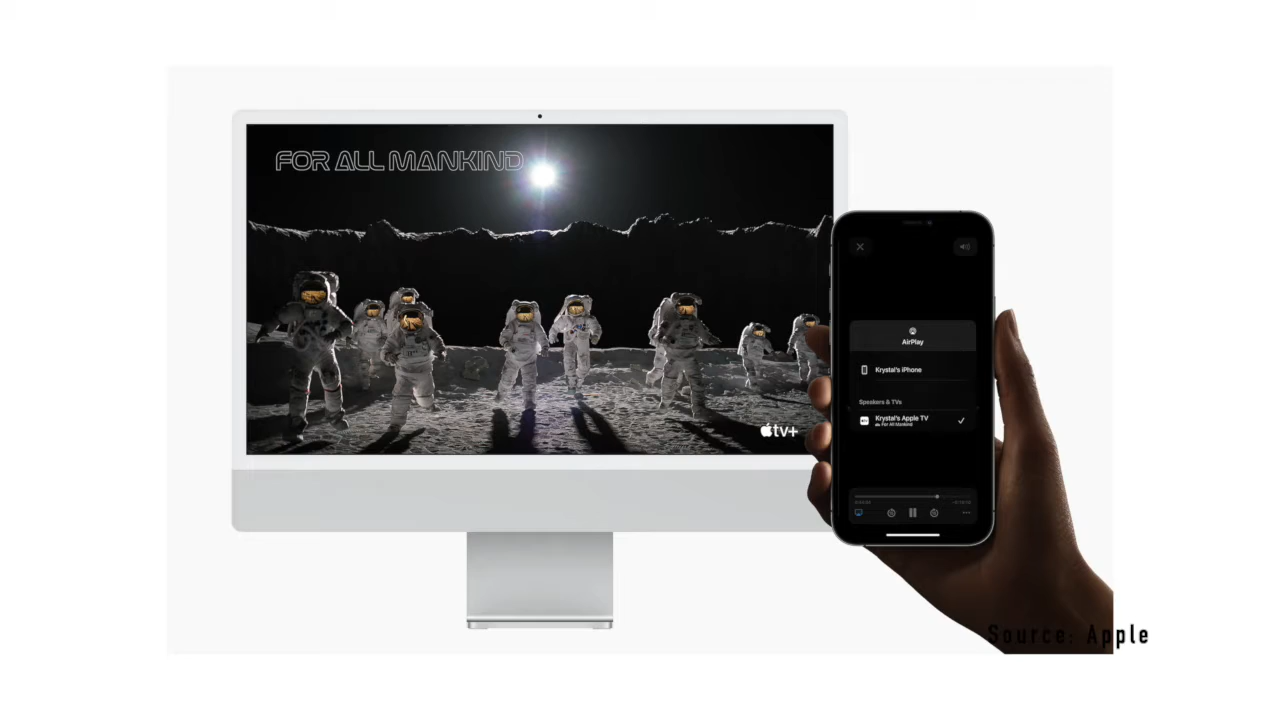 FOR ALL MANKIND
tv+
AirPlay
Krystal's iPhone
Speakers & TVs
Krystal's Apple TV
For All Mankind
Source: Apple